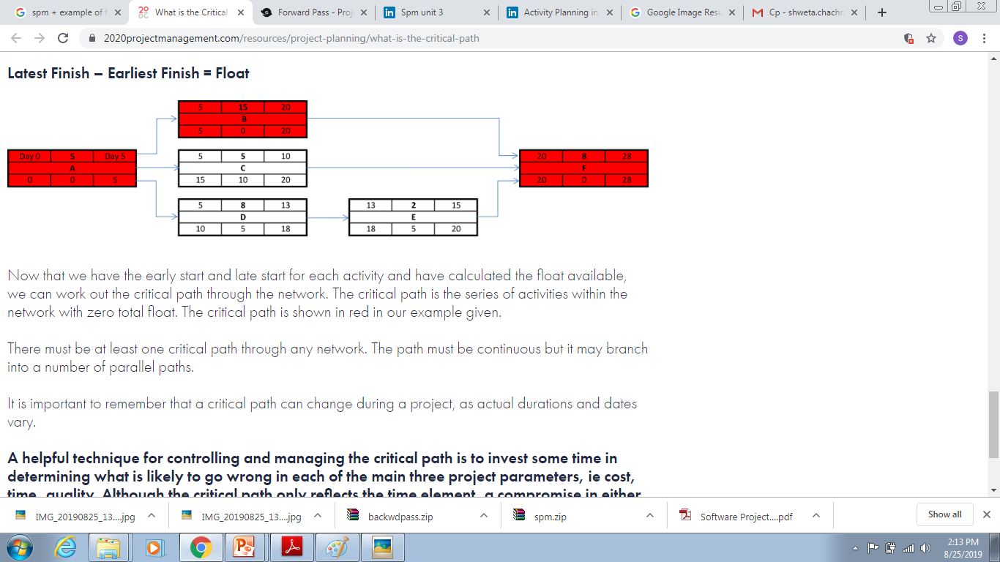 spm + example of f
What is the Critical
Forward Pass - Proj
Spm unit 3
Activity Planning in
Google Image Resu
Cp - shweta.chachra
2020projectmanagement.com/resources/project-planning/what-is-the-critical-path
S
Latest Finish – Earliest Finish = Float
5 15 20
B
5 0 20
Day 0 5 Day 5
A
0 0 5
5 5 10
C
15 10 20
20 8 28
F
20 0 28
5 8 13
D
10 5 18
13 2 15
E
18 5 20
Now that we have the early start and late start for each activity and have calculated the float available,
we can work out the critical path through the network. The critical path is the series of activities within the
network with zero total float. The critical path is shown in red in our example given.
There must be at least one critical path through any network. The path must be continuous but it may branch
into a number of parallel paths.
It is important to remember that a critical path can change during a project, as actual durations and dates
vary.
A helpful technique for controlling and managing the critical path is to invest some time in
determining what is likely to go wrong in each of the main three project parameters, ie cost,
time, quality. Although the critical path only reflects the time element, a compromise in either
IMG_20190825_13....jpg
IMG_20190825_13....jpg
backwdpass.zip
spm.zip
Software Project....pdf
Show all
2:13 PM
8/25/2019